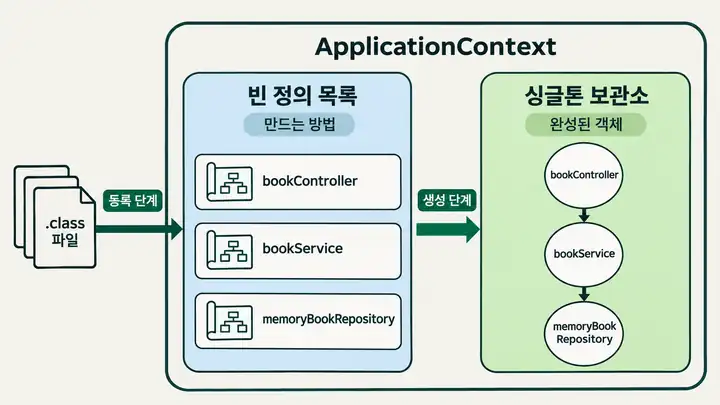 ApplicationContext
.class
파일
등록 단계
빈 정의 목록
만드는 방법
bookController
bookService
memoryBookRepository
생성 단계
싱글톤 보관소
완성된 객체
bookController
bookService
memoryBook
Repository